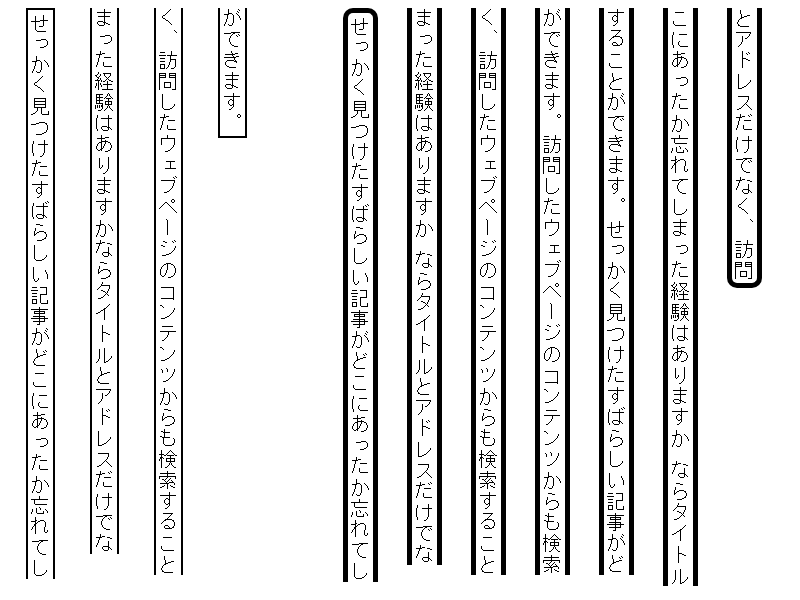 せっかく見つけたすばらしい記事がどこにあったか忘れてし
まった経験はありますかならタイトルとアドレスだけでな
く、訪問したウェブページのコンテンツからも検索すること
ができます。
せっかく見つけたすばらしい記事がどこにあったか忘れてし
まった経験はありますか ならタイトルとアドレスだけでな
く、訪問したウェブページのコンテンツからも検索すること
ができます。 訪問したウェブページのコンテンツからも検索
することができます。 せっかく見つけたすばらしい記事がど
こにあったか忘れてしまった経験はありますか ならタイトル
とアドレスだけでなく、 訪問